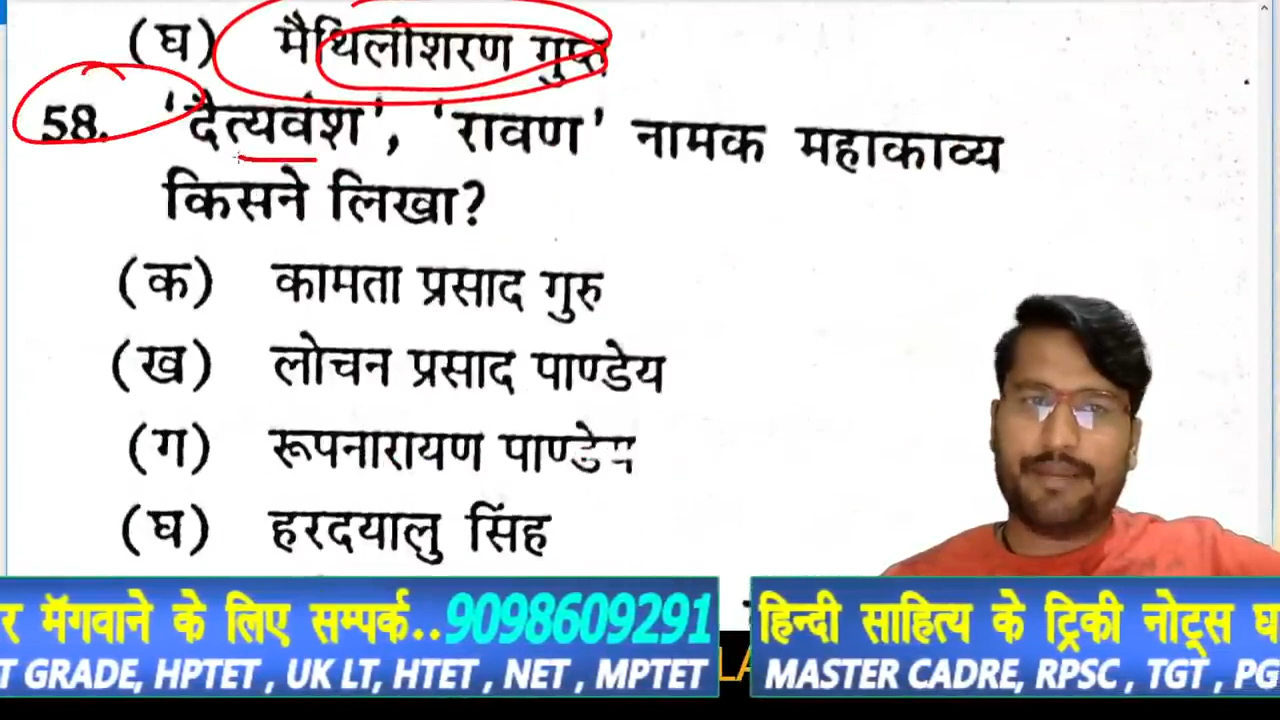 (घ) मैथिलीशरण गुप्त
58. 'दैत्यवंश', 'रावण' नामक महाकाव्य
किसने लिखा?
(क) कामता प्रसाद गुरु
(ख) लोचन प्रसाद पाण्डेय
(ग) रूपनारायण पाण्डेय
(घ) हरदयालु सिंह
र मॅगवाने के लिए सम्पर्क..9098609291
T GRADE, HPTET , UK LT, HTET , NET , MPTET
हिन्दी साहित्य के ट्रिकी नोट्स घ
MASTER CADRE, RPSC , TGT , PG